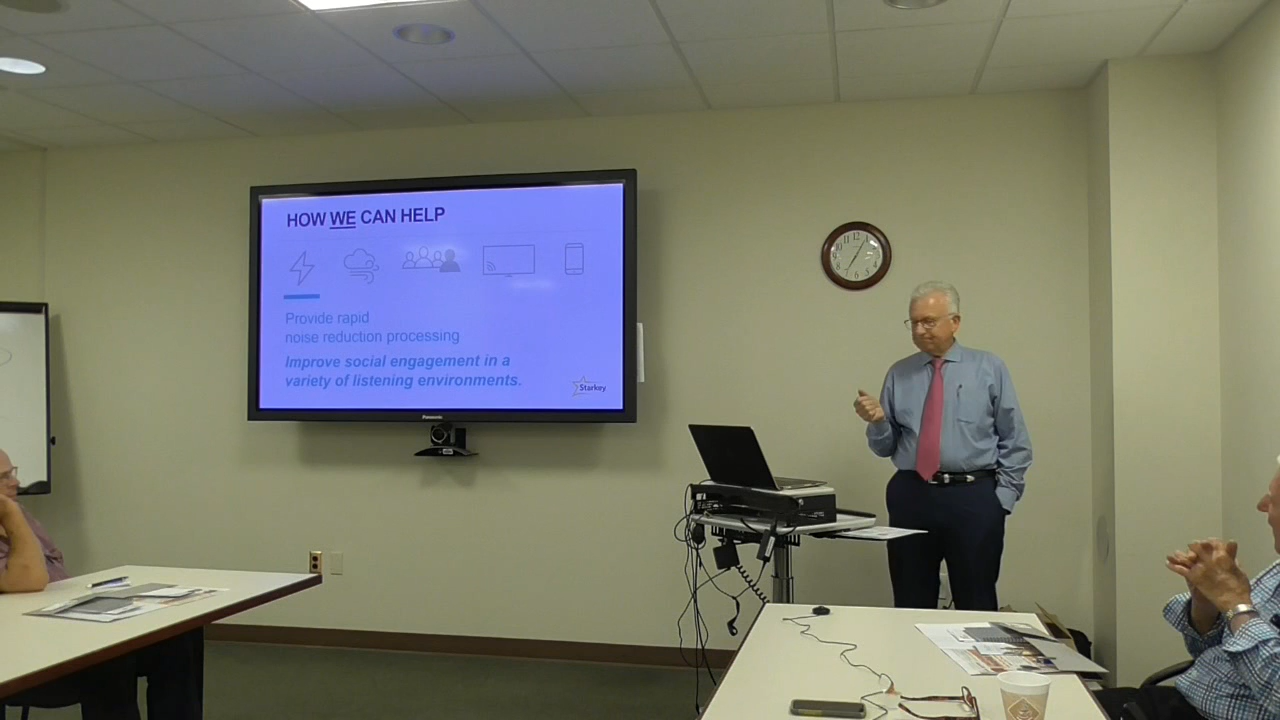 HOW WE CAN HELP
Provide rapid
noise reduction processing
Improve social engagement in a
variety of listening environments.
Starkey
Panasonic
12